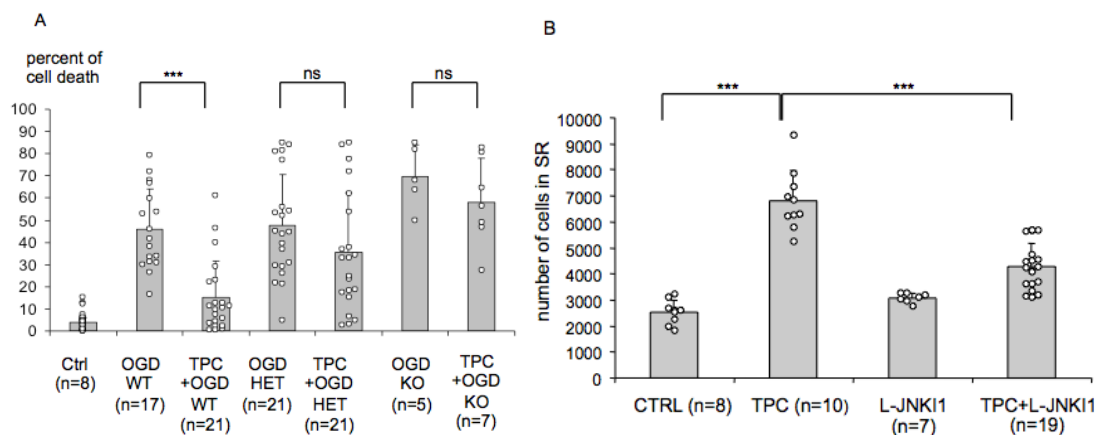 A
percent of
cell death
***
ns
ns
100
90
80
70
60
50
40
30
20
10
0
Ctrl
(n=8)
OGD
WT
(n=17)
TPC
+OGD
WT
(n=21)
OGD
HET
(n=21)
TPC
+OGD
HET
(n=21)
OGD
KO
(n=5)
TPC
+OGD
KO
(n=7)
B
***
***
number of cells in SR
10000
9000
8000
7000
6000
5000
4000
3000
2000
1000
0
CTRL (n=8)
TPC (n=10)
L-JNKI1
(n=7)
TPC+L-JNKI1
(n=19)